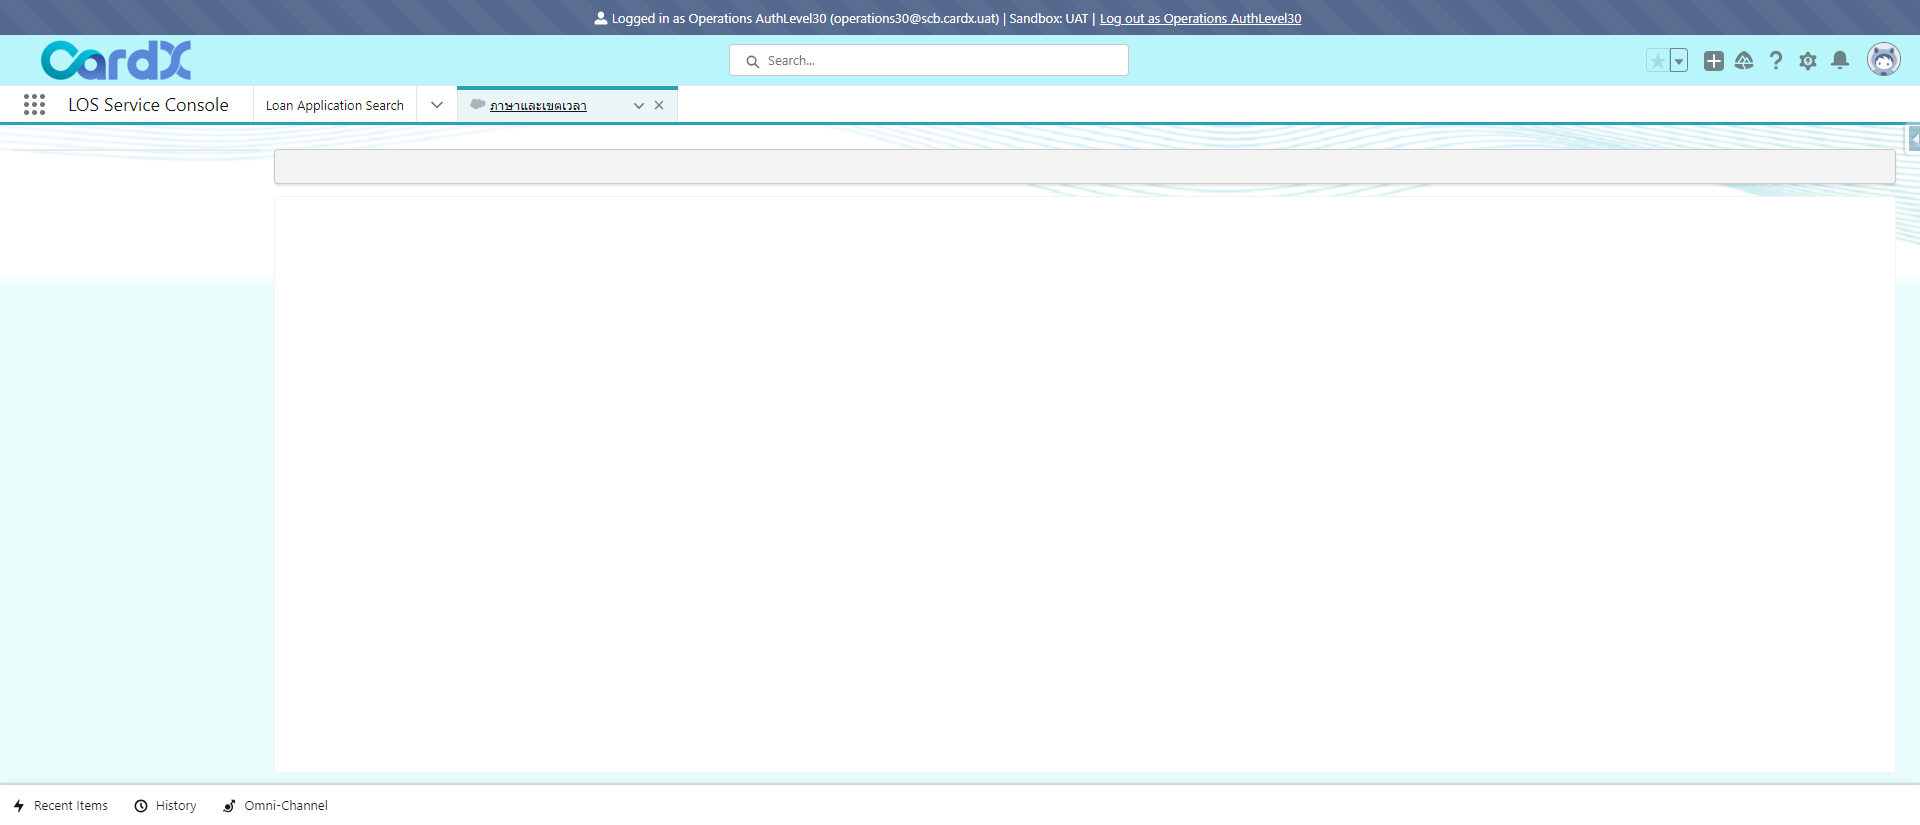 Logged in as Operations AuthLevel30 (operations30@scb.cardx.uat) | Sandbox: UAT | Log out as Operations AuthLevel30
CardX
Search...
LOS Service Console
Loan Application Search
ภาษาและเขตเวลา
Recent Items
History
Omni-Channel